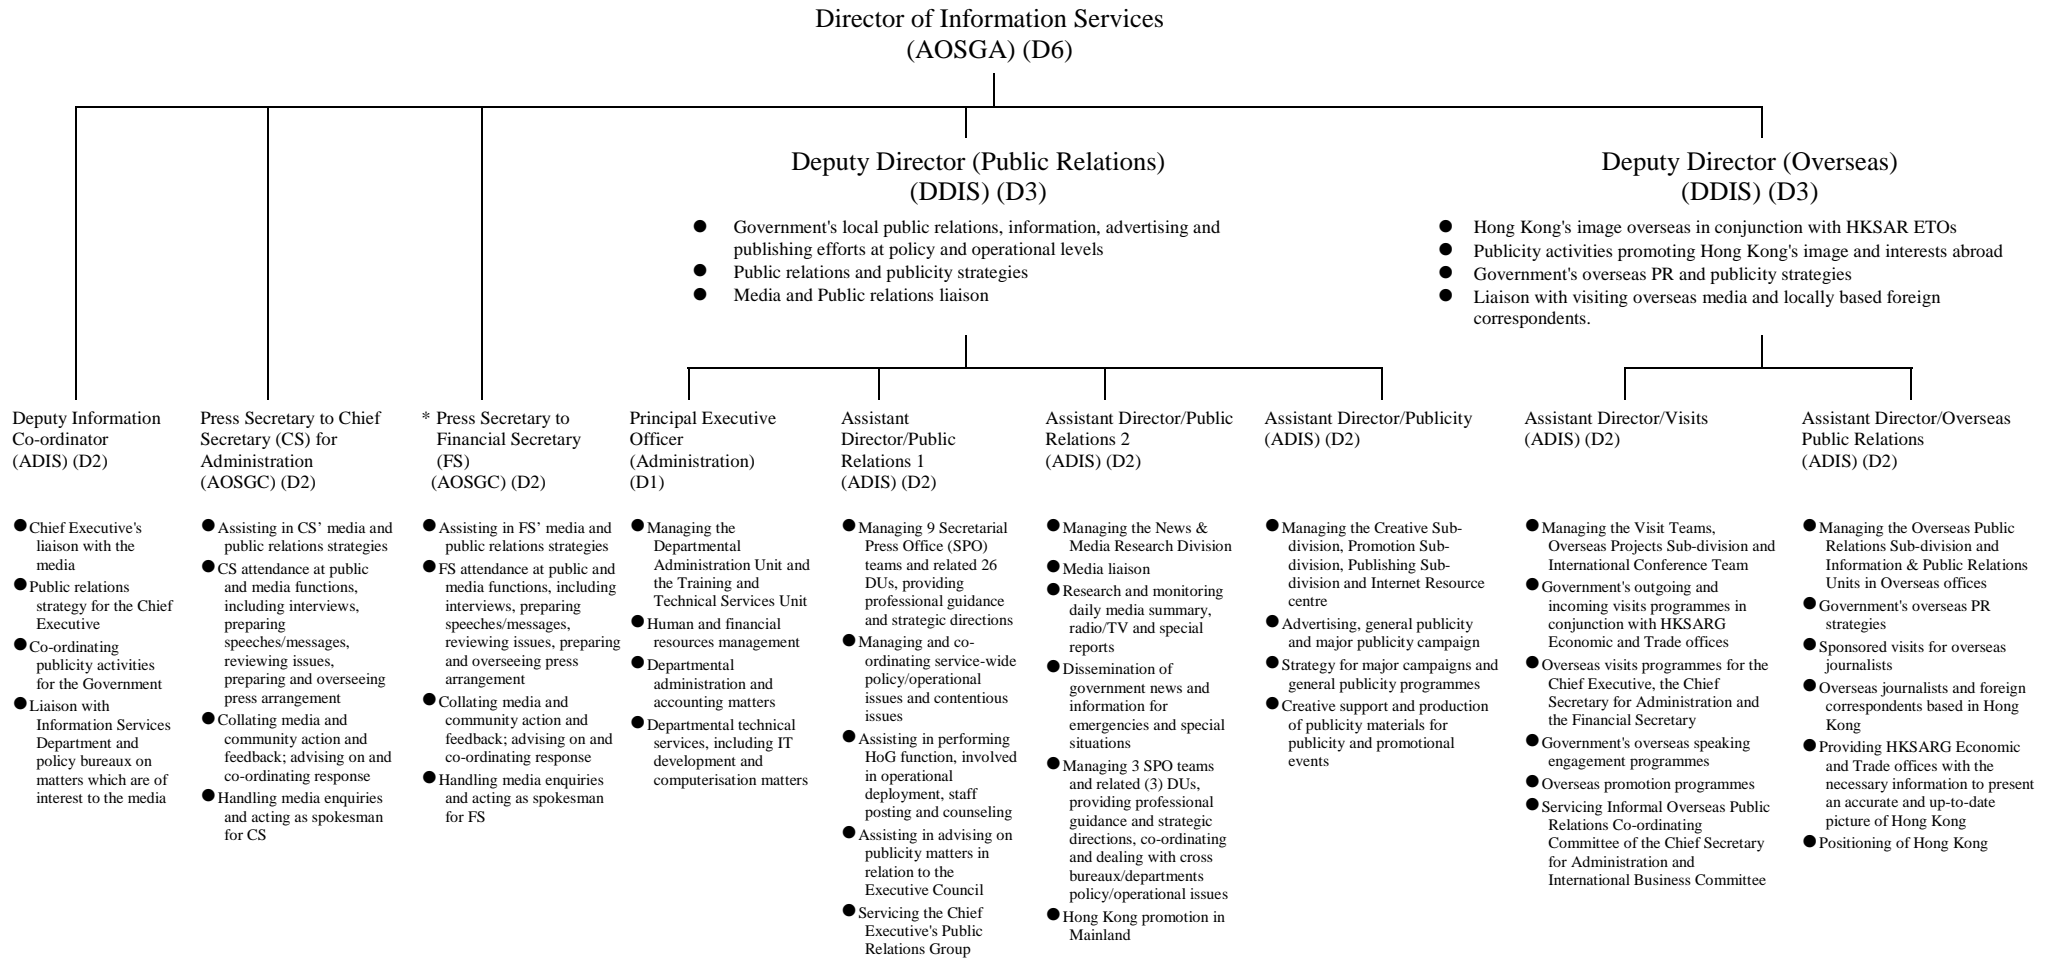 Director of Information Services
(AOSGA) (D6)
Deputy Director (Public Relations)
(DDIS) (D3)
● Government's local public relations, information, advertising and
publishing efforts at policy and operational levels
● Public relations and publicity strategies
● Media and Public relations liaison
Deputy Director (Overseas)
(DDIS) (D3)
● Hong Kong's image overseas in conjunction with HKSAR ETOs
● Publicity activities promoting Hong Kong's image and interests abroad
● Government's overseas PR and publicity strategies
● Liaison with visiting overseas media and locally based foreign
correspondents.
Deputy Information
Co-ordinator
(ADIS) (D2)
● Chief Executive's
liaison with the
media
● Public relations
strategy for the Chief
Executive
● Co-ordinating
publicity activities
for the Government
● Liaison with
Information Services
Department and
policy bureaux on
matters which are of
interest to the media
Press Secretary to Chief
Secretary (CS) for
Administration
(AOSGC) (D2)
● Assisting in CS’ media and
public relations strategies
● CS attendance at public
and media functions,
including interviews,
preparing
speeches/messages,
reviewing issues,
preparing and overseeing
press arrangement
● Collating media and
community action and
feedback; advising on and
co-ordinating response
● Handling media enquiries
and acting as spokesman
for CS
* Press Secretary to
Financial Secretary
(FS)
(AOSGC) (D2)
● Assisting in FS’ media and
public relations strategies
● FS attendance at public and
media functions, including
interviews, preparing
speeches/messages,
reviewing issues, preparing
and overseeing press
arrangement
● Collating media and
community action and
feedback; advising on and
co-ordinating response
● Handling media enquiries
and acting as spokesman
for FS
Principal Executive
Officer
(Administration)
(D1)
● Managing the
Departmental
Administration Unit and
the Training and
Technical Services Unit
● Human and financial
resources management
● Departmental
administration and
accounting matters
● Departmental technical
services, including IT
development and
computerisation matters
Assistant
Director/Public
Relations 1
(ADIS) (D2)
● Managing 9 Secretarial
Press Office (SPO)
teams and related 26
DUs, providing
professional guidance
and strategic directions
● Managing and co-
ordinating service-wide
policy/operational
issues and contentious
issues
● Assisting in performing
HoG function, involved
in operational
deployment, staff
posting and counseling
● Assisting in advising on
publicity matters in
relation to the
Executive Council
● Servicing the Chief
Executive's Public
Relations Group
Assistant Director/Public
Relations 2
(ADIS) (D2)
● Managing the News &
Media Research Division
● Media liaison
● Research and monitoring
daily media summary,
radio/TV and special
reports
● Dissemination of
government news and
information for
emergencies and special
situations
● Managing 3 SPO teams
and related (3) DUs,
providing professional
guidance and strategic
directions, co-ordinating
and dealing with cross
bureaux/departments
policy/operational issues
● Hong Kong promotion in
Mainland
Assistant Director/Publicity
(ADIS) (D2)
● Managing the Creative Sub-
division, Promotion Sub-
division, Publishing Sub-
division and Internet Resource
centre
● Advertising, general publicity
and major publicity campaign
● Strategy for major campaigns and
general publicity programmes
● Creative support and production
of publicity materials for
publicity and promotional
events
Assistant Director/Visits
(ADIS) (D2)
● Managing the Visit Teams,
Overseas Projects Sub-division and
International Conference Team
● Government's outgoing and
incoming visits programmes in
conjunction with HKSARG
Economic and Trade offices
● Overseas visits programmes for the
Chief Executive, the Chief
Secretary for Administration and
the Financial Secretary
● Government's overseas speaking
engagement programmes
● Overseas promotion programmes
● Servicing Informal Overseas Public
Relations Co-ordinating
Committee of the Chief Secretary
for Administration and
International Business Committee
Assistant Director/Overseas
Public Relations
(ADIS) (D2)
● Managing the Overseas Public
Relations Sub-division and
Information & Public Relations
Units in Overseas offices
● Government's overseas PR
strategies
● Sponsored visits for overseas
journalists
● Overseas journalists and foreign
correspondents based in Hong
Kong
● Providing HKSARG Economic
and Trade offices with the
necessary information to present
an accurate and up-to-date
picture of Hong Kong
● Positioning of Hong Kong